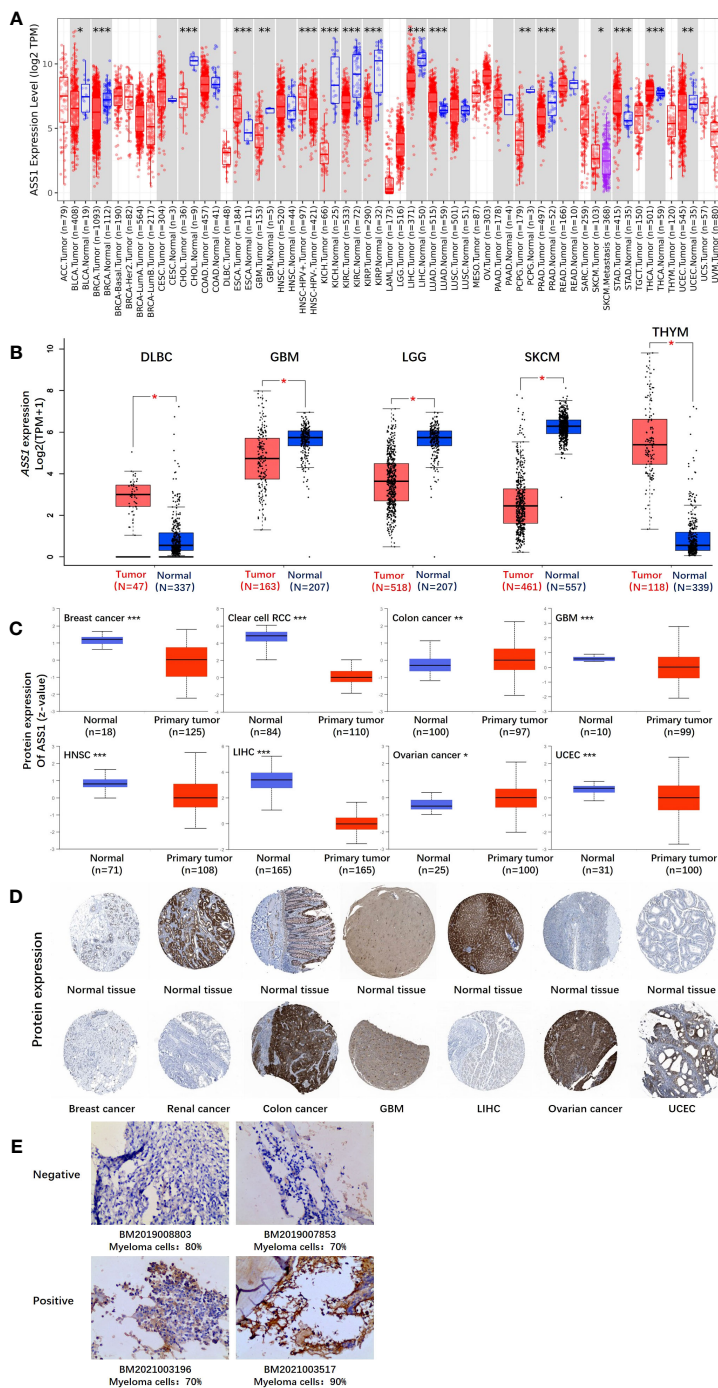 A
* *** *** *** *** ** *** *** *** *** *** *** ** *** * *** *** **
ASS1 Expression Level (log2 TPM)
10
5
0
ACC.Tumor (n=79)
BLCA.Tumor (n=408)
BLCA.Normal (n=19)
BRCA.Tumor (n=1093)
BRCA.Normal (n=112)
BRCA-Basal.Tumor (n=190)
BRCA-Her2.Tumor (n=82)
BRCA-LumA.Tumor (n=564)
BRCA-LumB.Tumor (n=217)
CESC.Tumor (n=304)
CESC.Normal (n=3)
CHOL.Tumor (n=36)
CHOL.Normal (n=9)
COAD.Tumor (n=457)
COAD.Normal (n=41)
DLBC.Tumor (n=48)
ESCA.Tumor (n=184)
ESCA.Normal (n=11)
GBM.Tumor (n=153)
GBM.Normal (n=5)
HNSC.Tumor (n=520)
HNSC.Normal (n=44)
HNSC-HPV+.Tumor (n=97)
HNSC-HPV-.Tumor (n=421)
KICH.Tumor (n=66)
KICH.Normal (n=25)
KIRC.Tumor (n=533)
KIRC.Normal (n=72)
KIRP.Tumor (n=290)
KIRP.Normal (n=32)
LAML.Tumor (n=173)
LGG.Tumor (n=516)
LIHC.Tumor (n=371)
LIHC.Normal (n=50)
LUAD.Tumor (n=515)
LUAD.Normal (n=59)
LUSC.Tumor (n=501)
LUSC.Normal (n=51)
MESO.Tumor (n=87)
OV.Tumor (n=303)
PAAD.Tumor (n=178)
PAAD.Normal (n=4)
PCPG.Tumor (n=179)
PCPG.Normal (n=3)
PRAD.Tumor (n=497)
PRAD.Normal (n=52)
READ.Tumor (n=166)
READ.Normal (n=10)
SARC.Tumor (n=259)
SKCM.Tumor (n=103)
SKCM.Metastasis (n=368)
STAD.Tumor (n=415)
STAD.Normal (n=35)
TGCT.Tumor (n=150)
THCA.Tumor (n=501)
THCA.Normal (n=59)
THYM.Tumor (n=120)
UCEC.Tumor (n=545)
UCEC.Normal (n=35)
UCS.Tumor (n=57)
UVM.Tumor (n=80)
B
DLBC GBM LGG SKCM THYM
* * * * *
ASS1 expression
Log2(TPM+1)
10
8
6
4
2
0
Tumor Normal Tumor Normal Tumor Normal Tumor Normal Tumor Normal
(N=47) (N=337) (N=163) (N=207) (N=518) (N=207) (N=461) (N=557) (N=118) (N=339)
C
Protein expression
Of ASS1 (z-value)
Breast cancer *** Clear cell RCC *** Colon cancer ** GBM ***
Normal Primary tumor Normal Primary tumor Normal Primary tumor Normal Primary tumor
(n=18) (n=125) (n=84) (n=110) (n=100) (n=97) (n=10) (n=99)
HNSC *** LIHC *** Ovarian cancer * UCEC ***
Normal Primary tumor Normal Primary tumor Normal Primary tumor Normal Primary tumor
(n=71) (n=108) (n=165) (n=165) (n=25) (n=100) (n=31) (n=100)
D
Protein expression
Normal tissue Normal tissue Normal tissue Normal tissue Normal tissue Normal tissue Normal tissue
Breast cancer Renal cancer Colon cancer GBM LIHC Ovarian cancer UCEC
E
Negative
BM2019008803 BM2019007853
Myeloma cells: 80% Myeloma cells: 70%
Positive
BM2021003196 BM2021003517
Myeloma cells: 70% Myeloma cells: 90%